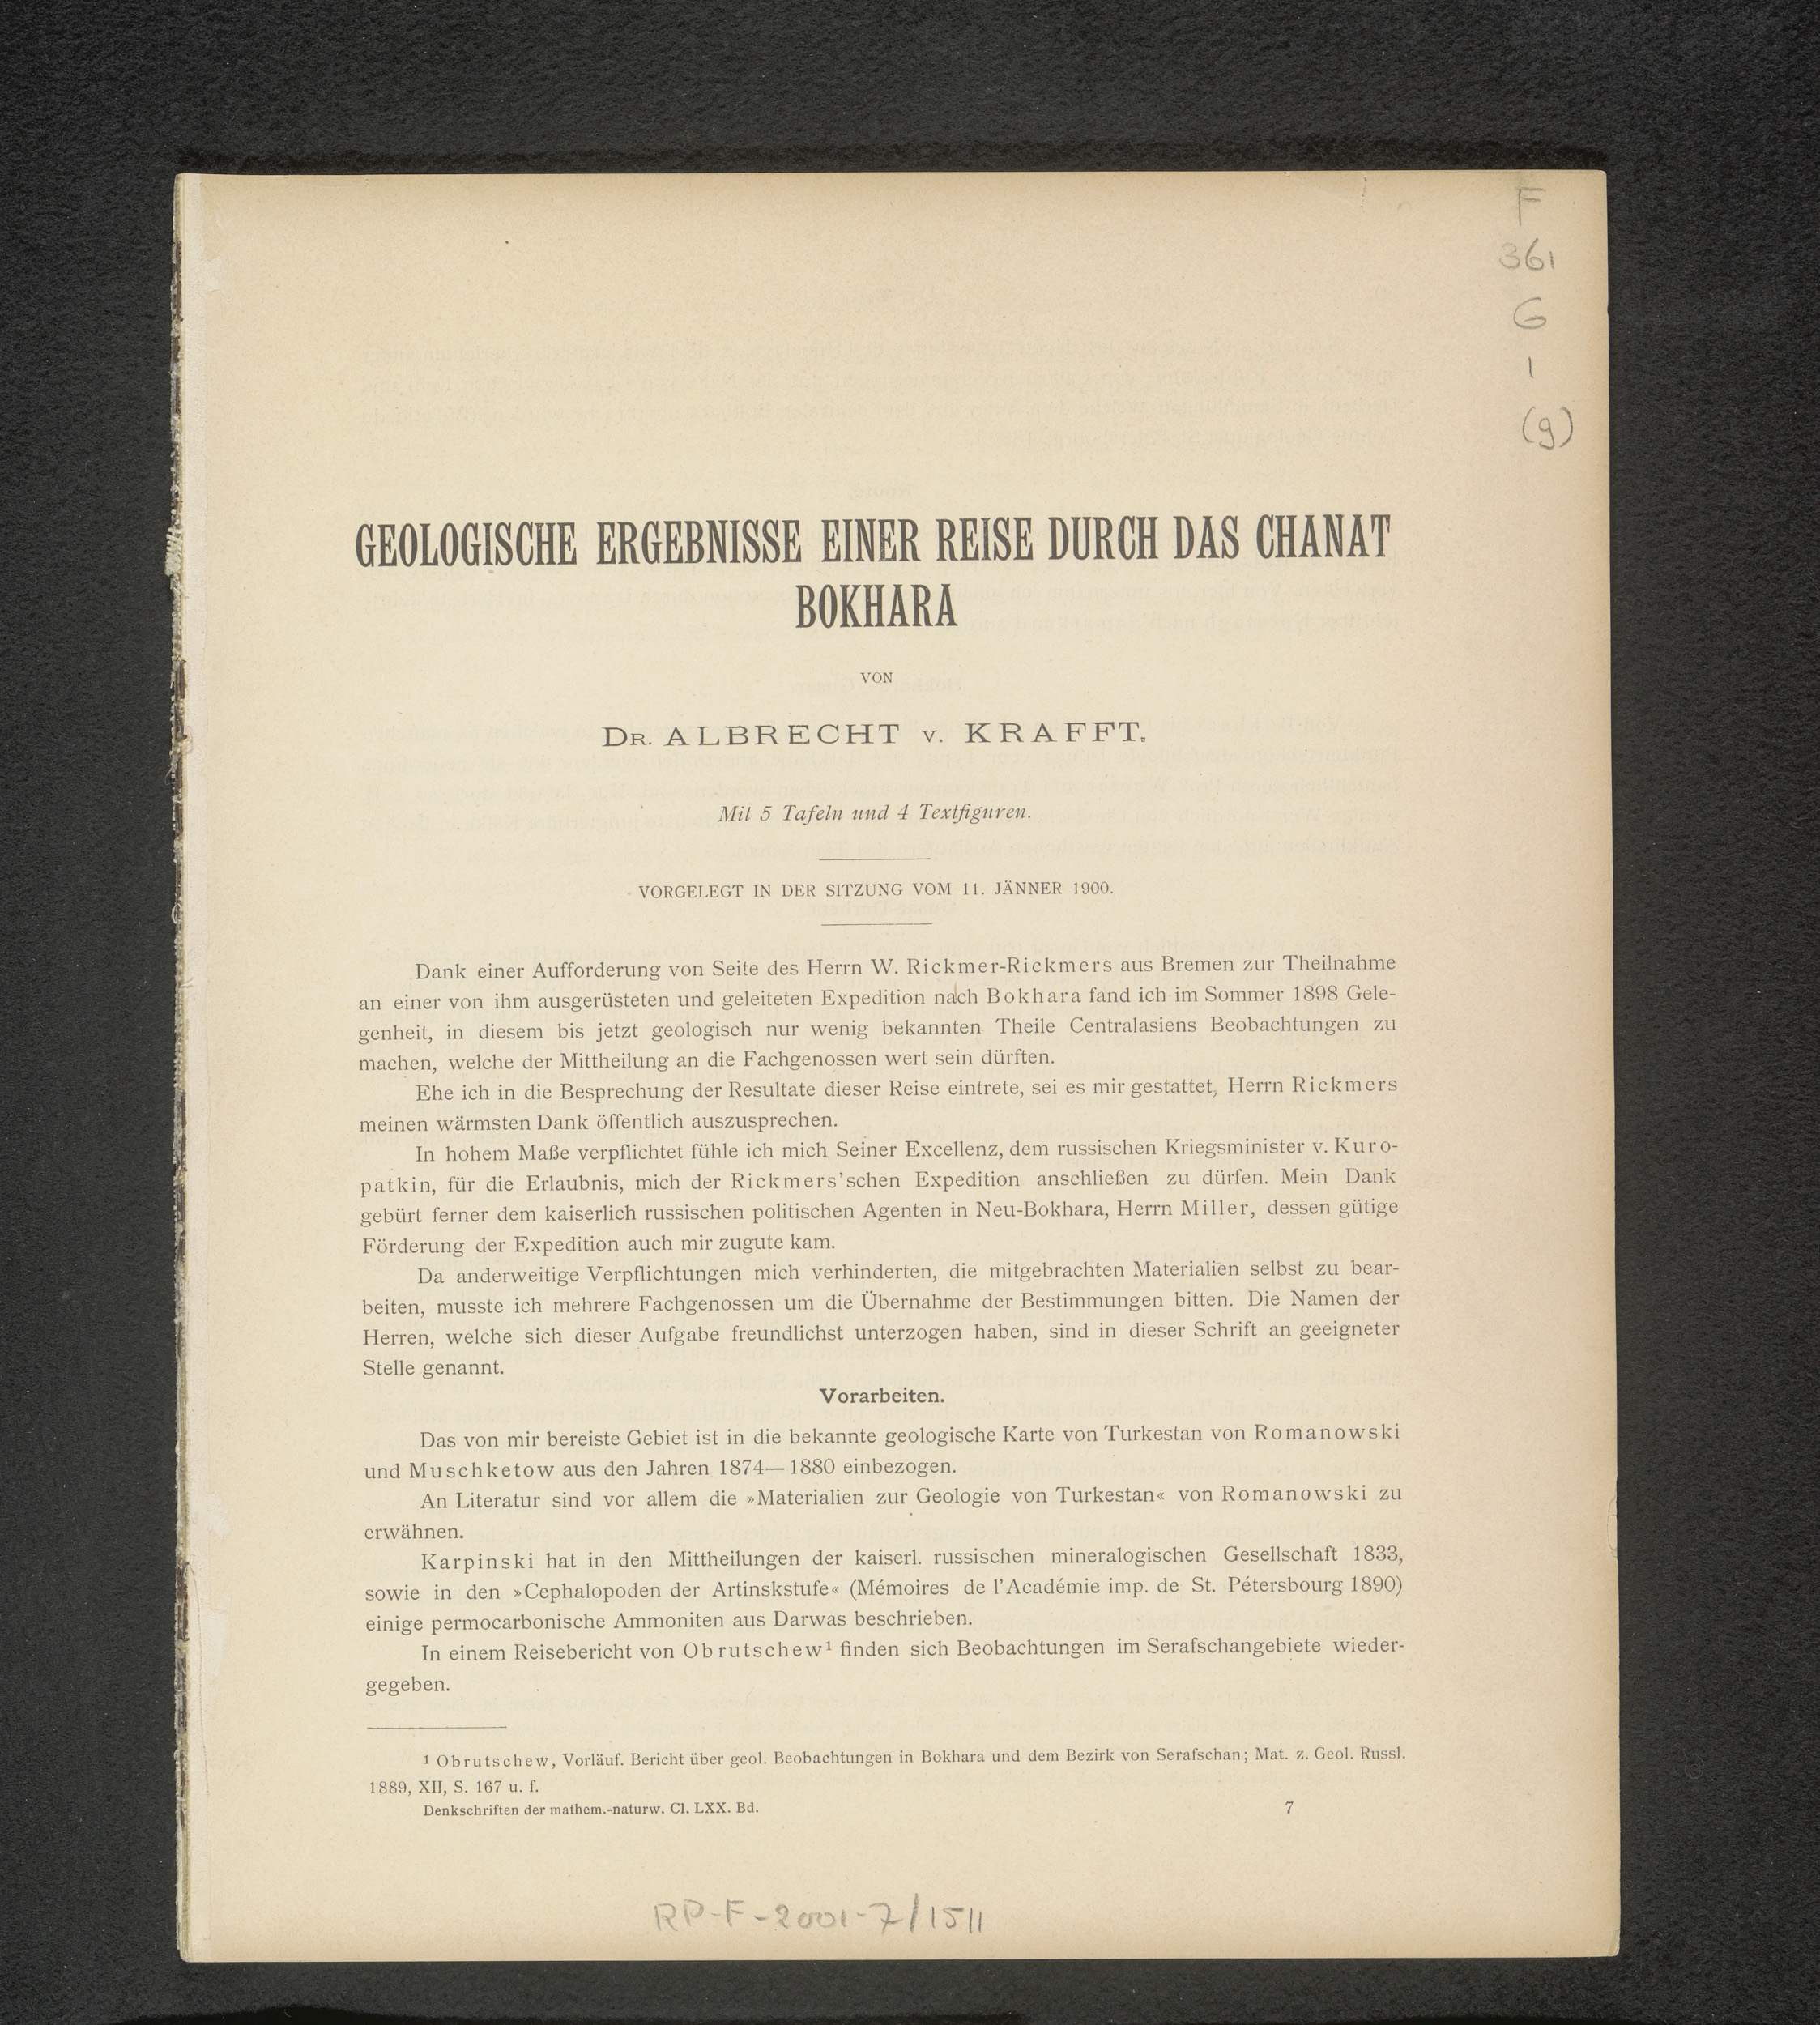 F
361
G
1
(9)
GEOLOGISCHE ERGEBNISSE EINER REISE DURCH DAS CHANAT
BOKHARA
VON
DR. ALBRECHT V. KRAFFT.
Mit 5 Tafeln und 4 Textfiguren.
VORGELEGT IN DER SITZUNG VOM 11. JÄNNER 1900.
Dank einer Aufforderung von Seite des Herrn W. Rickmer-Rickmers aus Bremen zur Theilnahme
an einer von ihm ausgerüsteten und geleiteten Expedition nach Bokhara fand ich im Sommer 1898 Gele-
genheit, in diesem bis jetzt geologisch nur wenig bekannten Theile Centralasiens Beobachtungen zu
machen, welche der Mittheilung an die Fachgenossen wert sein dürften.
Ehe ich in die Besprechung der Resultate dieser Reise eintrete, sei es mir gestattet, Herrn Rickmers
meinen wärmsten Dank öffentlich auszusprechen.
In hohem Maße verpflichtet fühle ich mich Seiner Excellenz, dem russischen Kriegsminister v. Kuro-
patkin, für die Erlaubnis, mich der Rickmers'schen Expedition anschließen zu dürfen. Mein Dank
gebürt ferner dem kaiserlich russischen politischen Agenten in Neu-Bokhara, Herrn Miller, dessen gütige
Förderung der Expedition auch mir zugute kam.
Da anderweitige Verpflichtungen mich verhinderten, die mitgebrachten Materialien selbst zu bear-
beiten, musste ich mehrere Fachgenossen um die Übernahme der Bestimmungen bitten. Die Namen der
Herren, welche sich dieser Aufgabe freundlichst unterzogen haben, sind in dieser Schrift an geeigneter
Stelle genannt.
Vorarbeiten.
Das von mir bereiste Gebiet ist in die bekannte geologische Karte von Turkestan von Romanowski
und Muschketow aus den Jahren 1874—1880 einbezogen.
An Literatur sind vor allem die »Materialien zur Geologie von Turkestan« von Romanowski zu
erwähnen.
Karpinski hat in den Mittheilungen der kaiserl. russischen mineralogischen Gesellschaft 1833,
sowie in den »Cephalopoden der Artinskstufe« (Mémoires de l'Académie imp. de St. Pétersbourg 1890)
einige permocarbonische Ammoniten aus Darwas beschrieben.
In einem Reisebericht von Obrutschew¹ finden sich Beobachtungen im Serafschangebiete wieder-
gegeben.
¹ Obrutschew, Vorläuf. Bericht über geol. Beobachtungen in Bokhara und dem Bezirk von Serafschan; Mat. z. Geol. Russl.
1889, XII, S. 167 u. f.
Denkschriften der mathem.-naturw. Cl. LXX. Bd. 7
RP-F-2001-7/1511